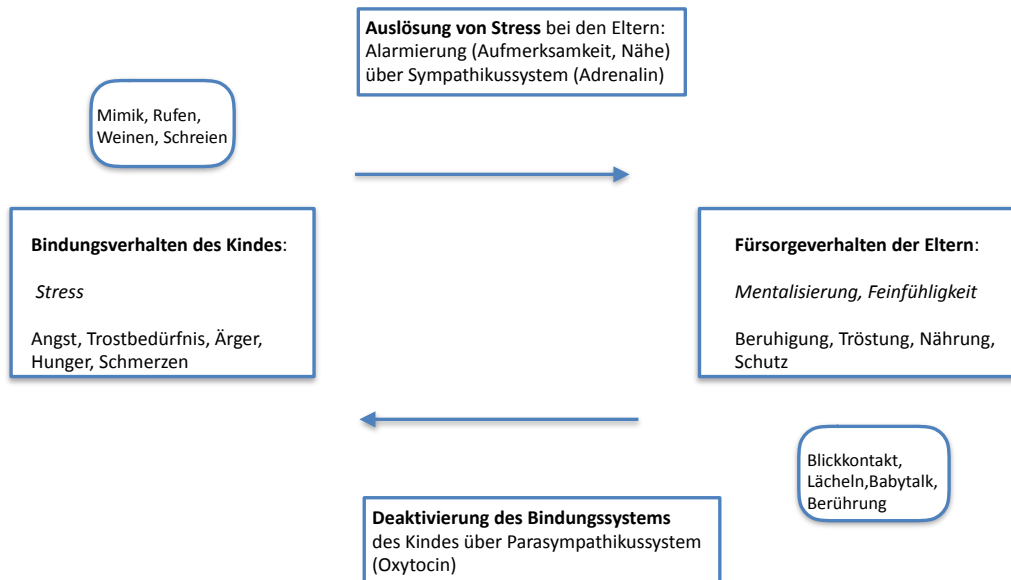 Auslösung von Stress bei den Eltern:
Alarmierung (Aufmerksamkeit, Nähe)
über Sympathikussystem (Adrenalin)
Mimik, Rufen,
Weinen, Schreien
Bindungsverhalten des Kindes:
Stress
Angst, Trostbedürfnis, Ärger,
Hunger, Schmerzen
Fürsorgeverhalten der Eltern:
Mentalisierung, Feinfühligkeit
Beruhigung, Tröstung, Nährung,
Schutz
Blickkontakt,
Lächeln,Babytalk,
Berührung
Deaktivierung des Bindungssystems
des Kindes über Parasympathikussystem
(Oxytocin)